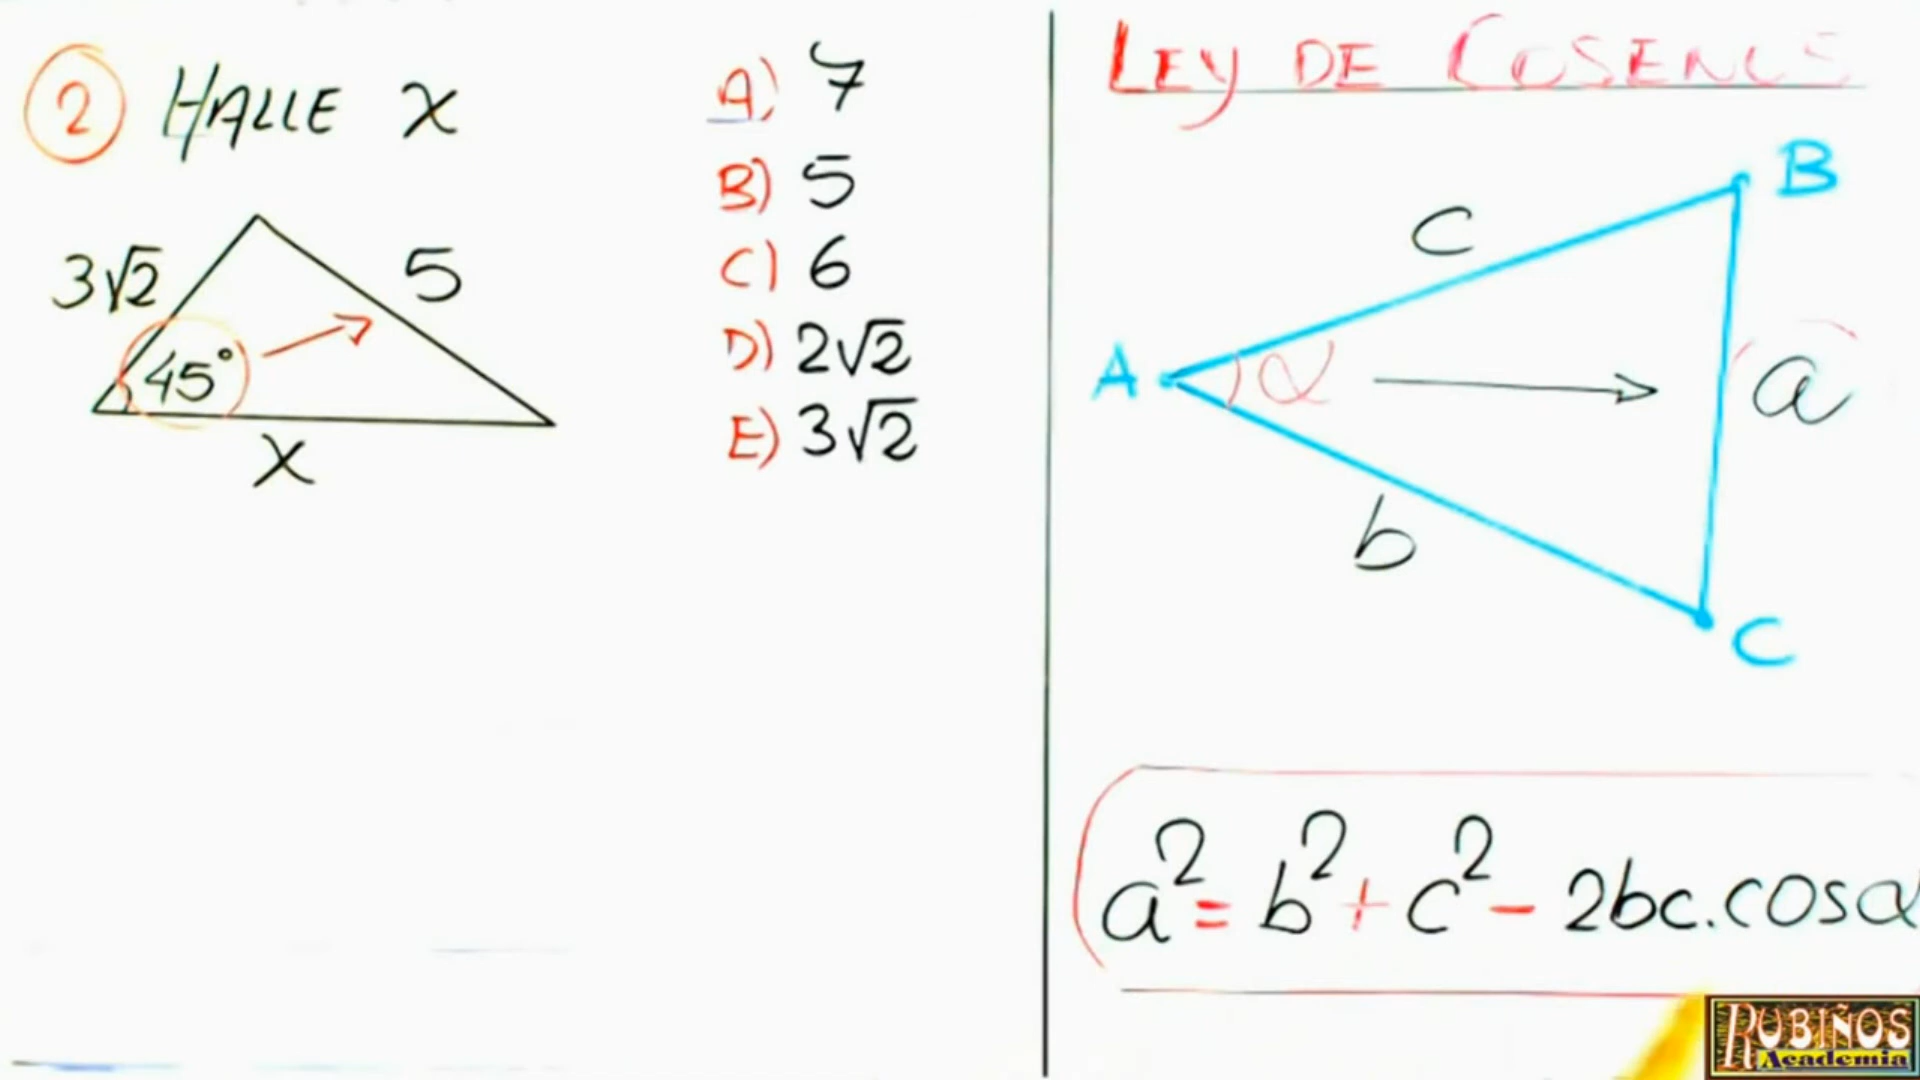 2 HALLE x
A) 7
B) 5
C) 6
D) 2√2
E) 3√2
3√2
5
45°
x
LEY DE COSENOS
B
c
A
α
a
b
C
a² = b² + c² - 2bc.cosα
RUBIÑOS
Academia